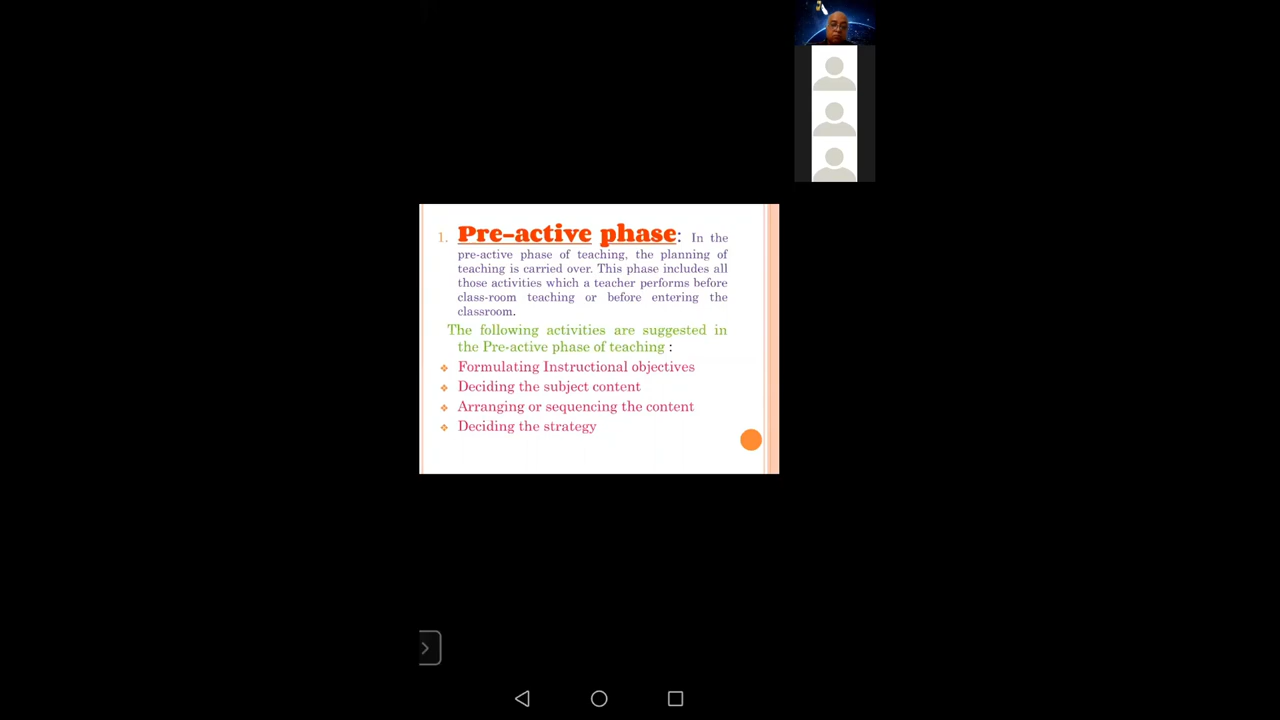 1. Pre-active phase: In the
pre-active phase of teaching, the planning of
teaching is carried over. This phase includes all
those activities which a teacher performs before
class-room teaching or before entering the
classroom.
The following activities are suggested in
the Pre-active phase of teaching :
❖ Formulating Instructional objectives
❖ Deciding the subject content
❖ Arranging or sequencing the content
❖ Deciding the strategy